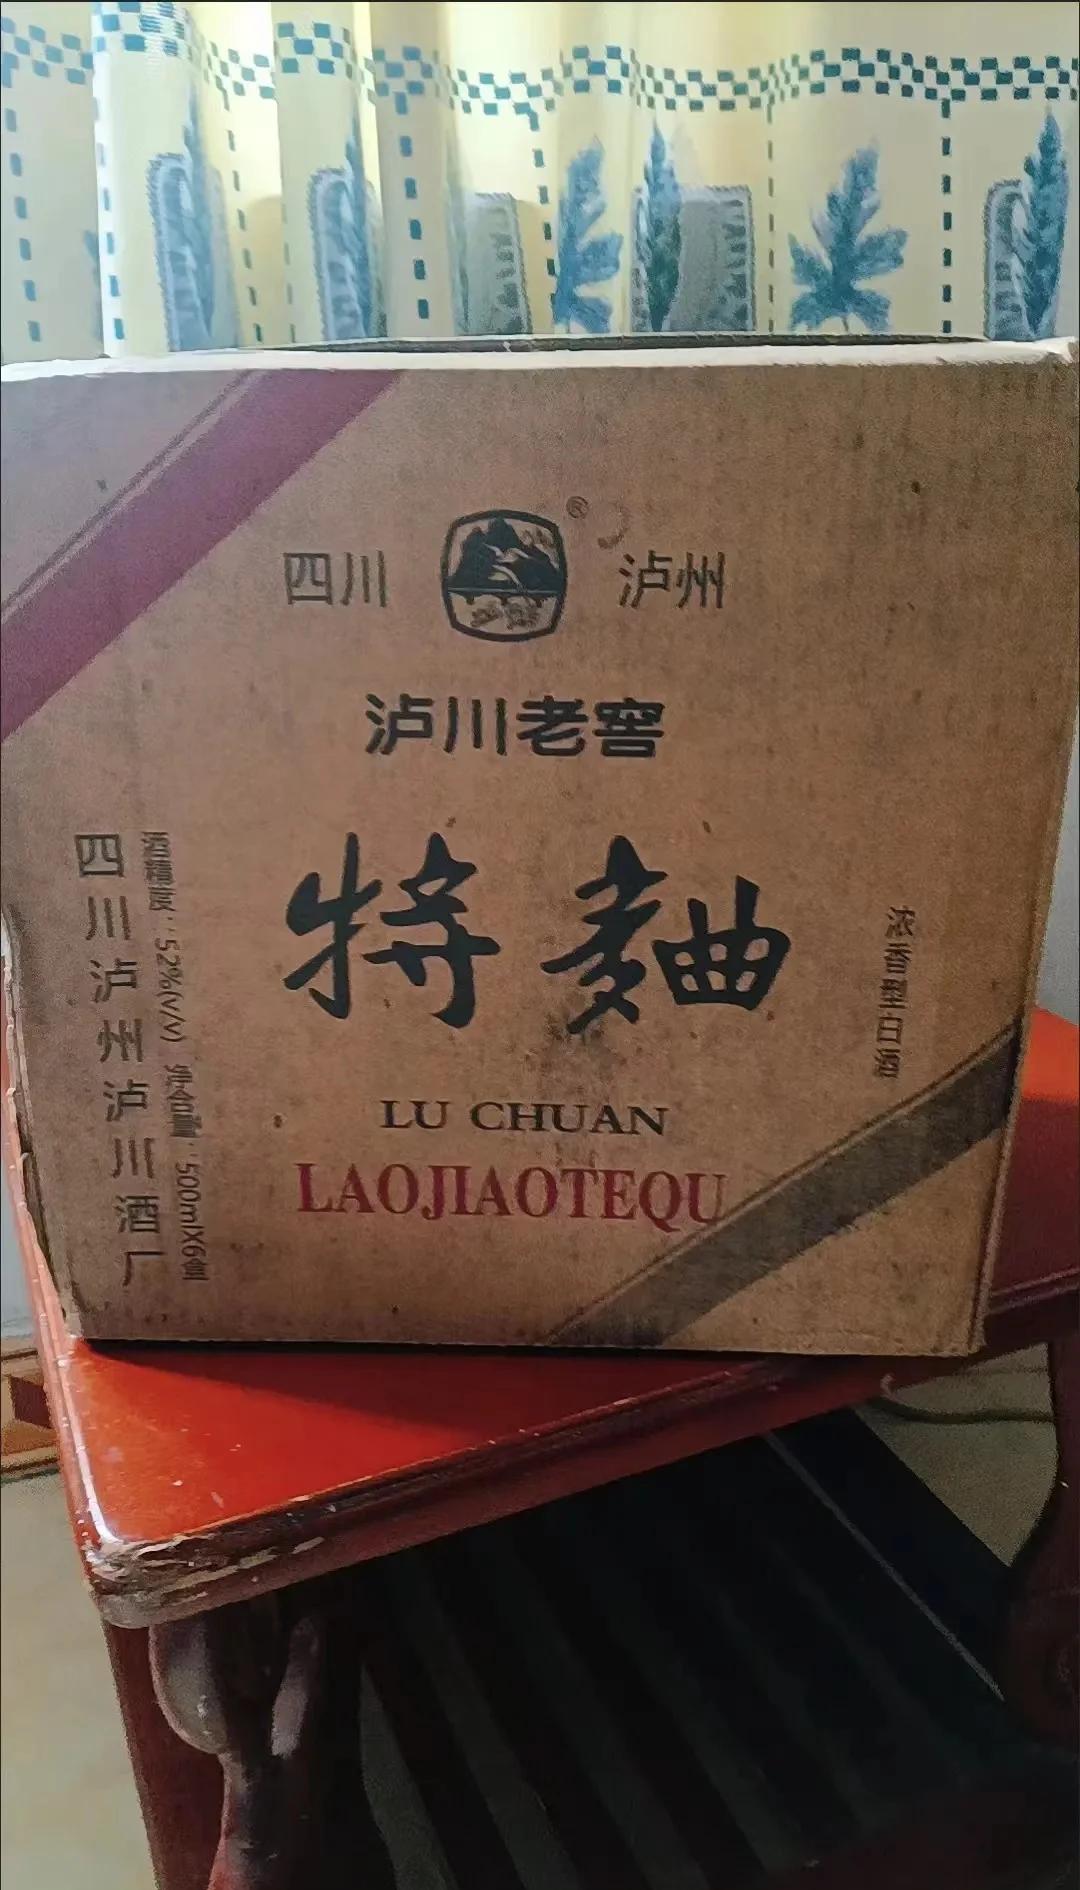 ®
四川 泸州
泸川老窖
特麯
LU CHUAN
LAOJIAOTEQU
四川泸州泸川酒厂
酒精度：52%(v/v) 净含量：500mlX6盒
浓香型白酒